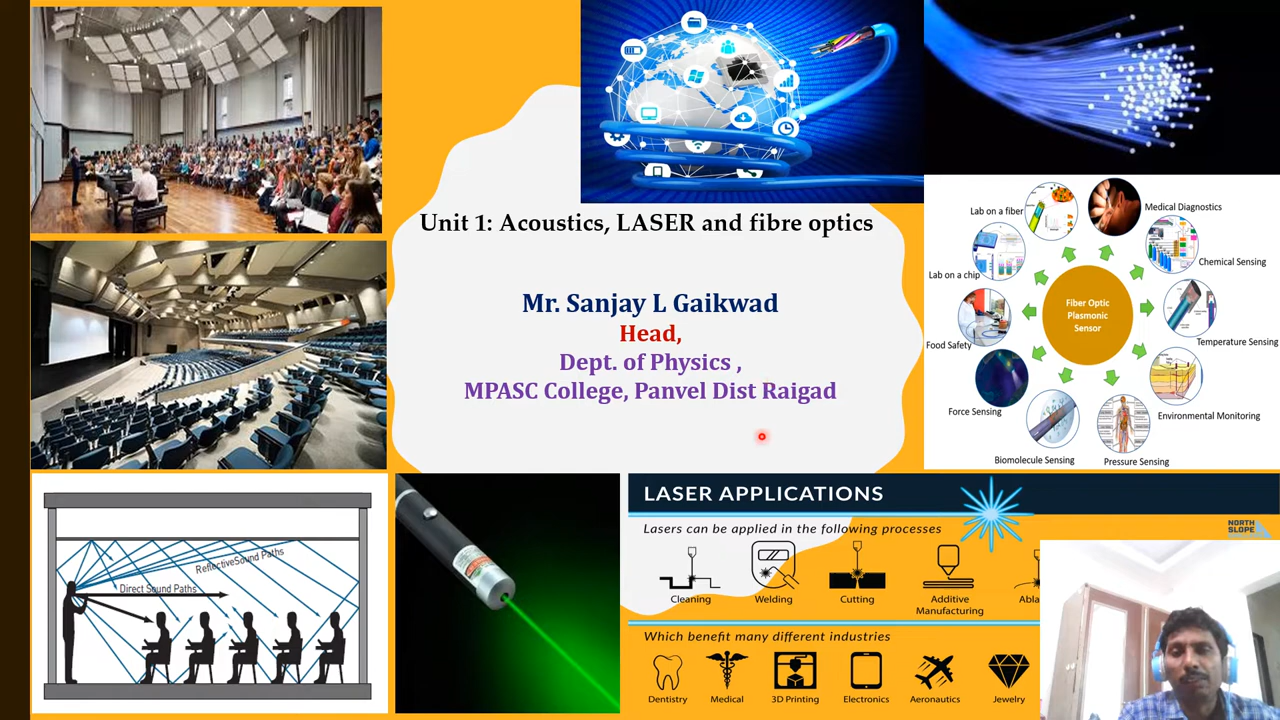 Unit 1: Acoustics, LASER and fibre optics
Mr. Sanjay L Gaikwad
Head,
Dept. of Physics ,
MPASC College, Panvel Dist Raigad
Lab on a fiber
Medical Diagnostics
Chemical Sensing
Lab on a chip
Fiber Optic
Plasmonic
Sensor
Temperature Sensing
Food Safety
Force Sensing
Environmental Monitoring
Biomolecule Sensing
Pressure Sensing
ReflectiveSound Paths
Direct Sound Paths
LASER APPLICATIONS
Lasers can be applied in the following processes
NORTH
SLOPE
Cleaning
Welding
Cutting
Additive
Manufacturing
Abla
Which benefit many different industries
Dentistry
Medical
3D Printing
Electronics
Aeronautics
Jewelry